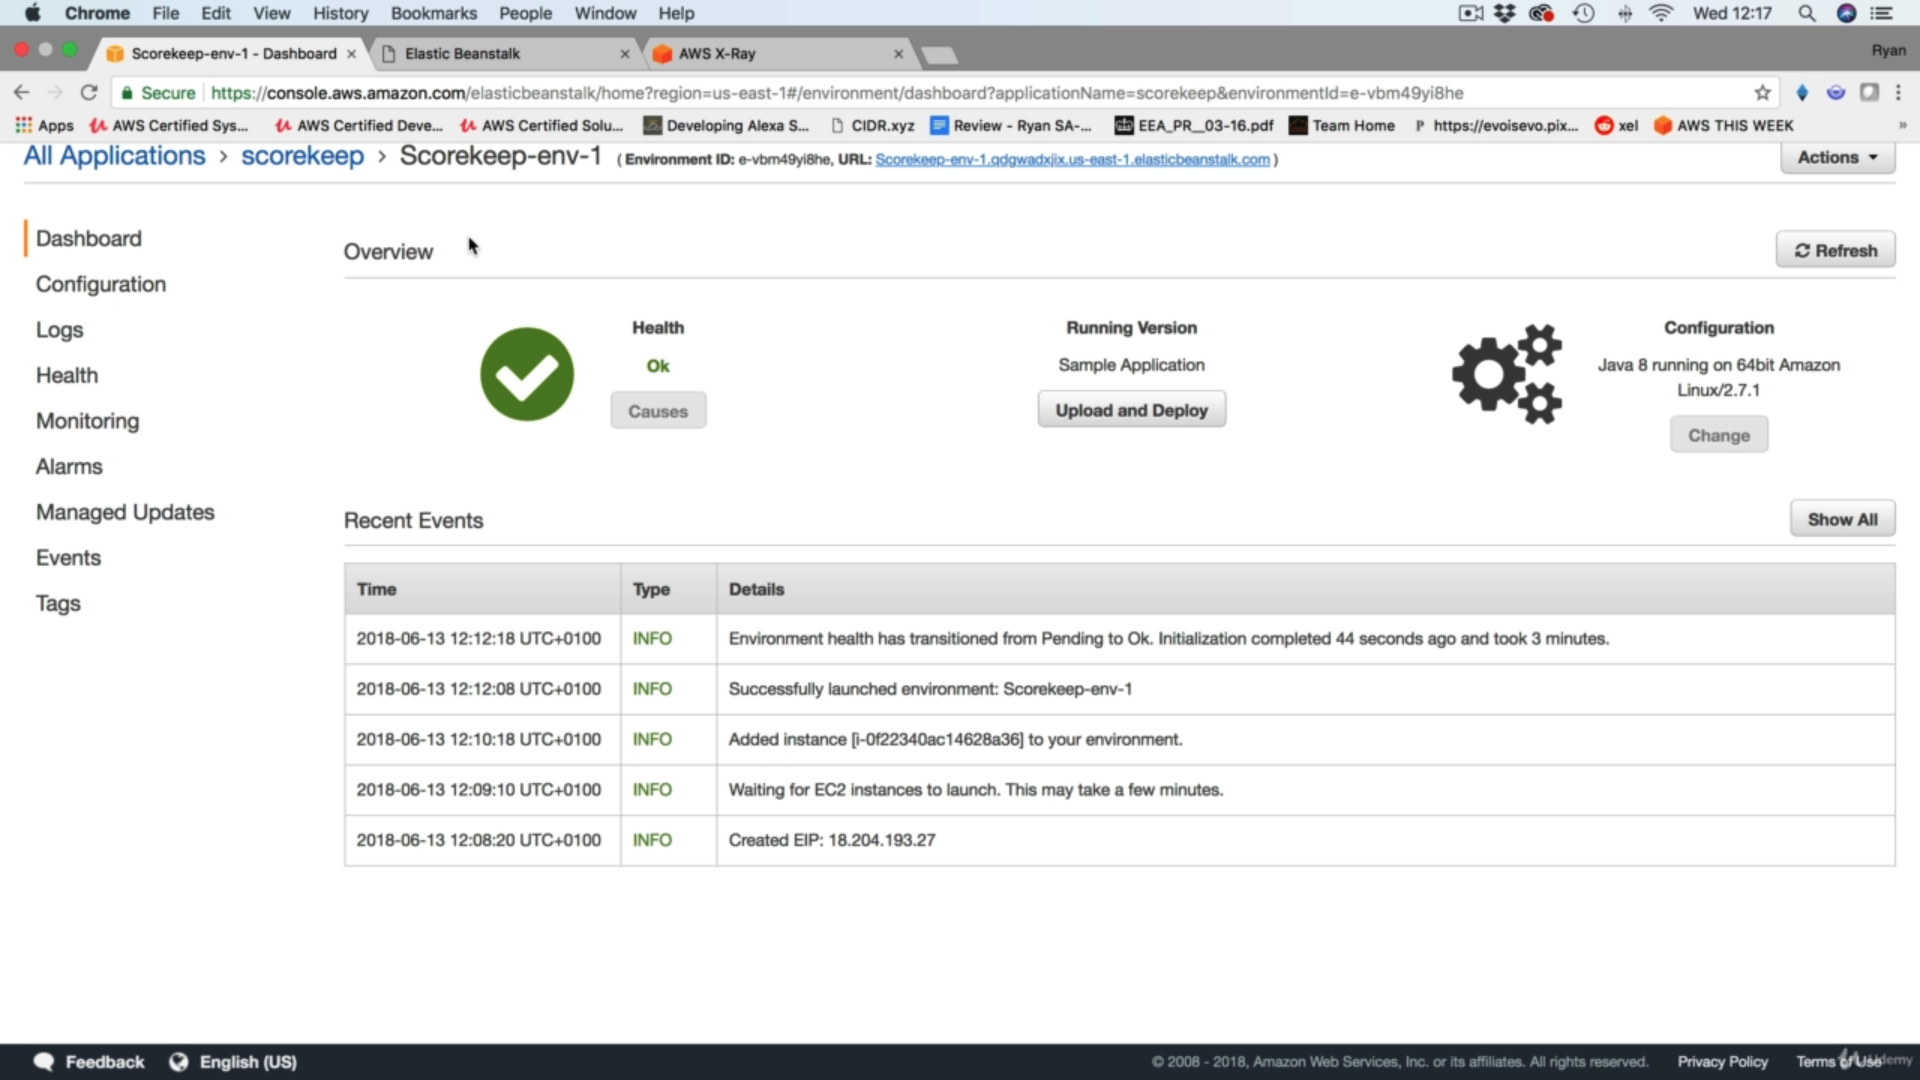 Chrome File Edit View History Bookmarks People Window Help Wed 12:17
Scorekeep-env-1 - Dashboard Elastic Beanstalk AWS X-Ray Ryan
Secure https://console.aws.amazon.com/elasticbeanstalk/home?region=us-east-1#/environment/dashboard?applicationName=scorekeep&environmentId=e-vbm49yi8he
Apps AWS Certified Sys... AWS Certified Deve... AWS Certified Solu... Developing Alexa S... CIDR.xyz Review - Ryan SA-... EEA_PR__03-16.pdf Team Home https://evoisevo.pix... xel AWS THIS WEEK »
All Applications > scorekeep > Scorekeep-env-1 ( Environment ID: e-vbm49yi8he, URL: Scorekeep-env-1.qdgwadxjix.us-east-1.elasticbeanstalk.com ) Actions
Dashboard
Configuration
Logs
Health
Monitoring
Alarms
Managed Updates
Events
Tags
Overview
Refresh
Health
Ok
Causes
Running Version
Sample Application
Upload and Deploy
Configuration
Java 8 running on 64bit Amazon
Linux/2.7.1
Change
Recent Events
Show All
Time Type Details
2018-06-13 12:12:18 UTC+0100 INFO Environment health has transitioned from Pending to Ok. Initialization completed 44 seconds ago and took 3 minutes.
2018-06-13 12:12:08 UTC+0100 INFO Successfully launched environment: Scorekeep-env-1
2018-06-13 12:10:18 UTC+0100 INFO Added instance [i-0f22340ac14628a36] to your environment.
2018-06-13 12:09:10 UTC+0100 INFO Waiting for EC2 instances to launch. This may take a few minutes.
2018-06-13 12:08:20 UTC+0100 INFO Created EIP: 18.204.193.27
Feedback English (US) © 2008 - 2018, Amazon Web Services, Inc. or its affiliates. All rights reserved. Privacy Policy Terms of Use